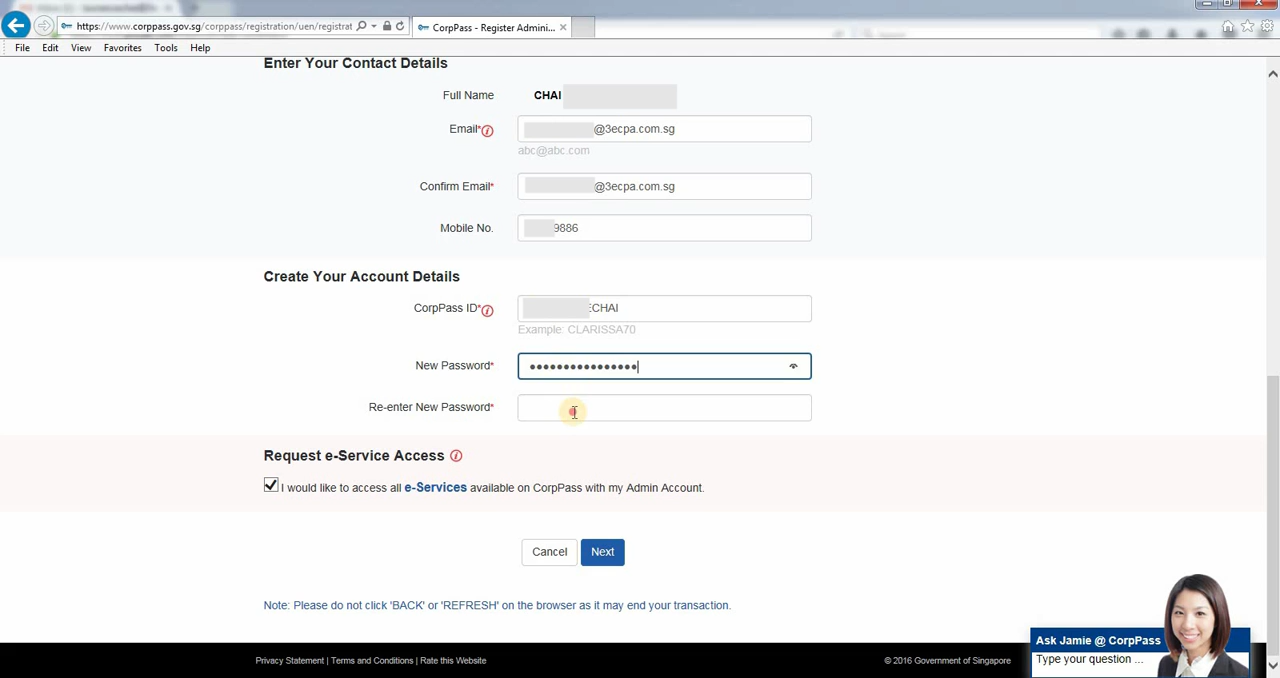 https://www.corppass.gov.sg/corppass/registration/uen/registrat
CorpPass - Register Admini...
File Edit View Favorites Tools Help
Enter Your Contact Details
Full Name CHAI
Email* @3ecpa.com.sg
abc@abc.com
Confirm Email* @3ecpa.com.sg
Mobile No. 9886
Create Your Account Details
CorpPass ID* ECHAI
Example: CLARISSA70
New Password* ••••••••••••••••
Re-enter New Password*
Request e-Service Access
I would like to access all e-Services available on CorpPass with my Admin Account.
Cancel Next
Note: Please do not click 'BACK' or 'REFRESH' on the browser as it may end your transaction.
Ask Jamie @ CorpPass
Type your question ...
Privacy Statement | Terms and Conditions | Rate this Website
© 2016 Government of Singapore